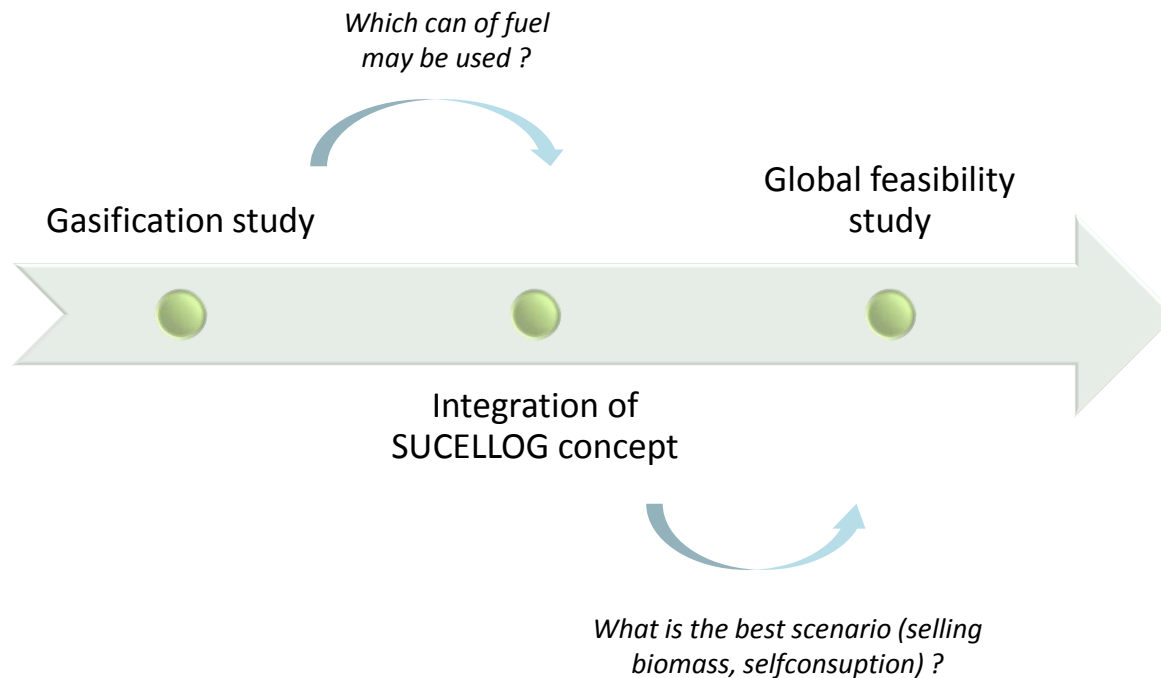 Which can of fuel
may be used ?
Gasification study
Global feasibility
study
Integration of
SUCELLOG concept
What is the best scenario (selling
biomass, selfconsuption) ?